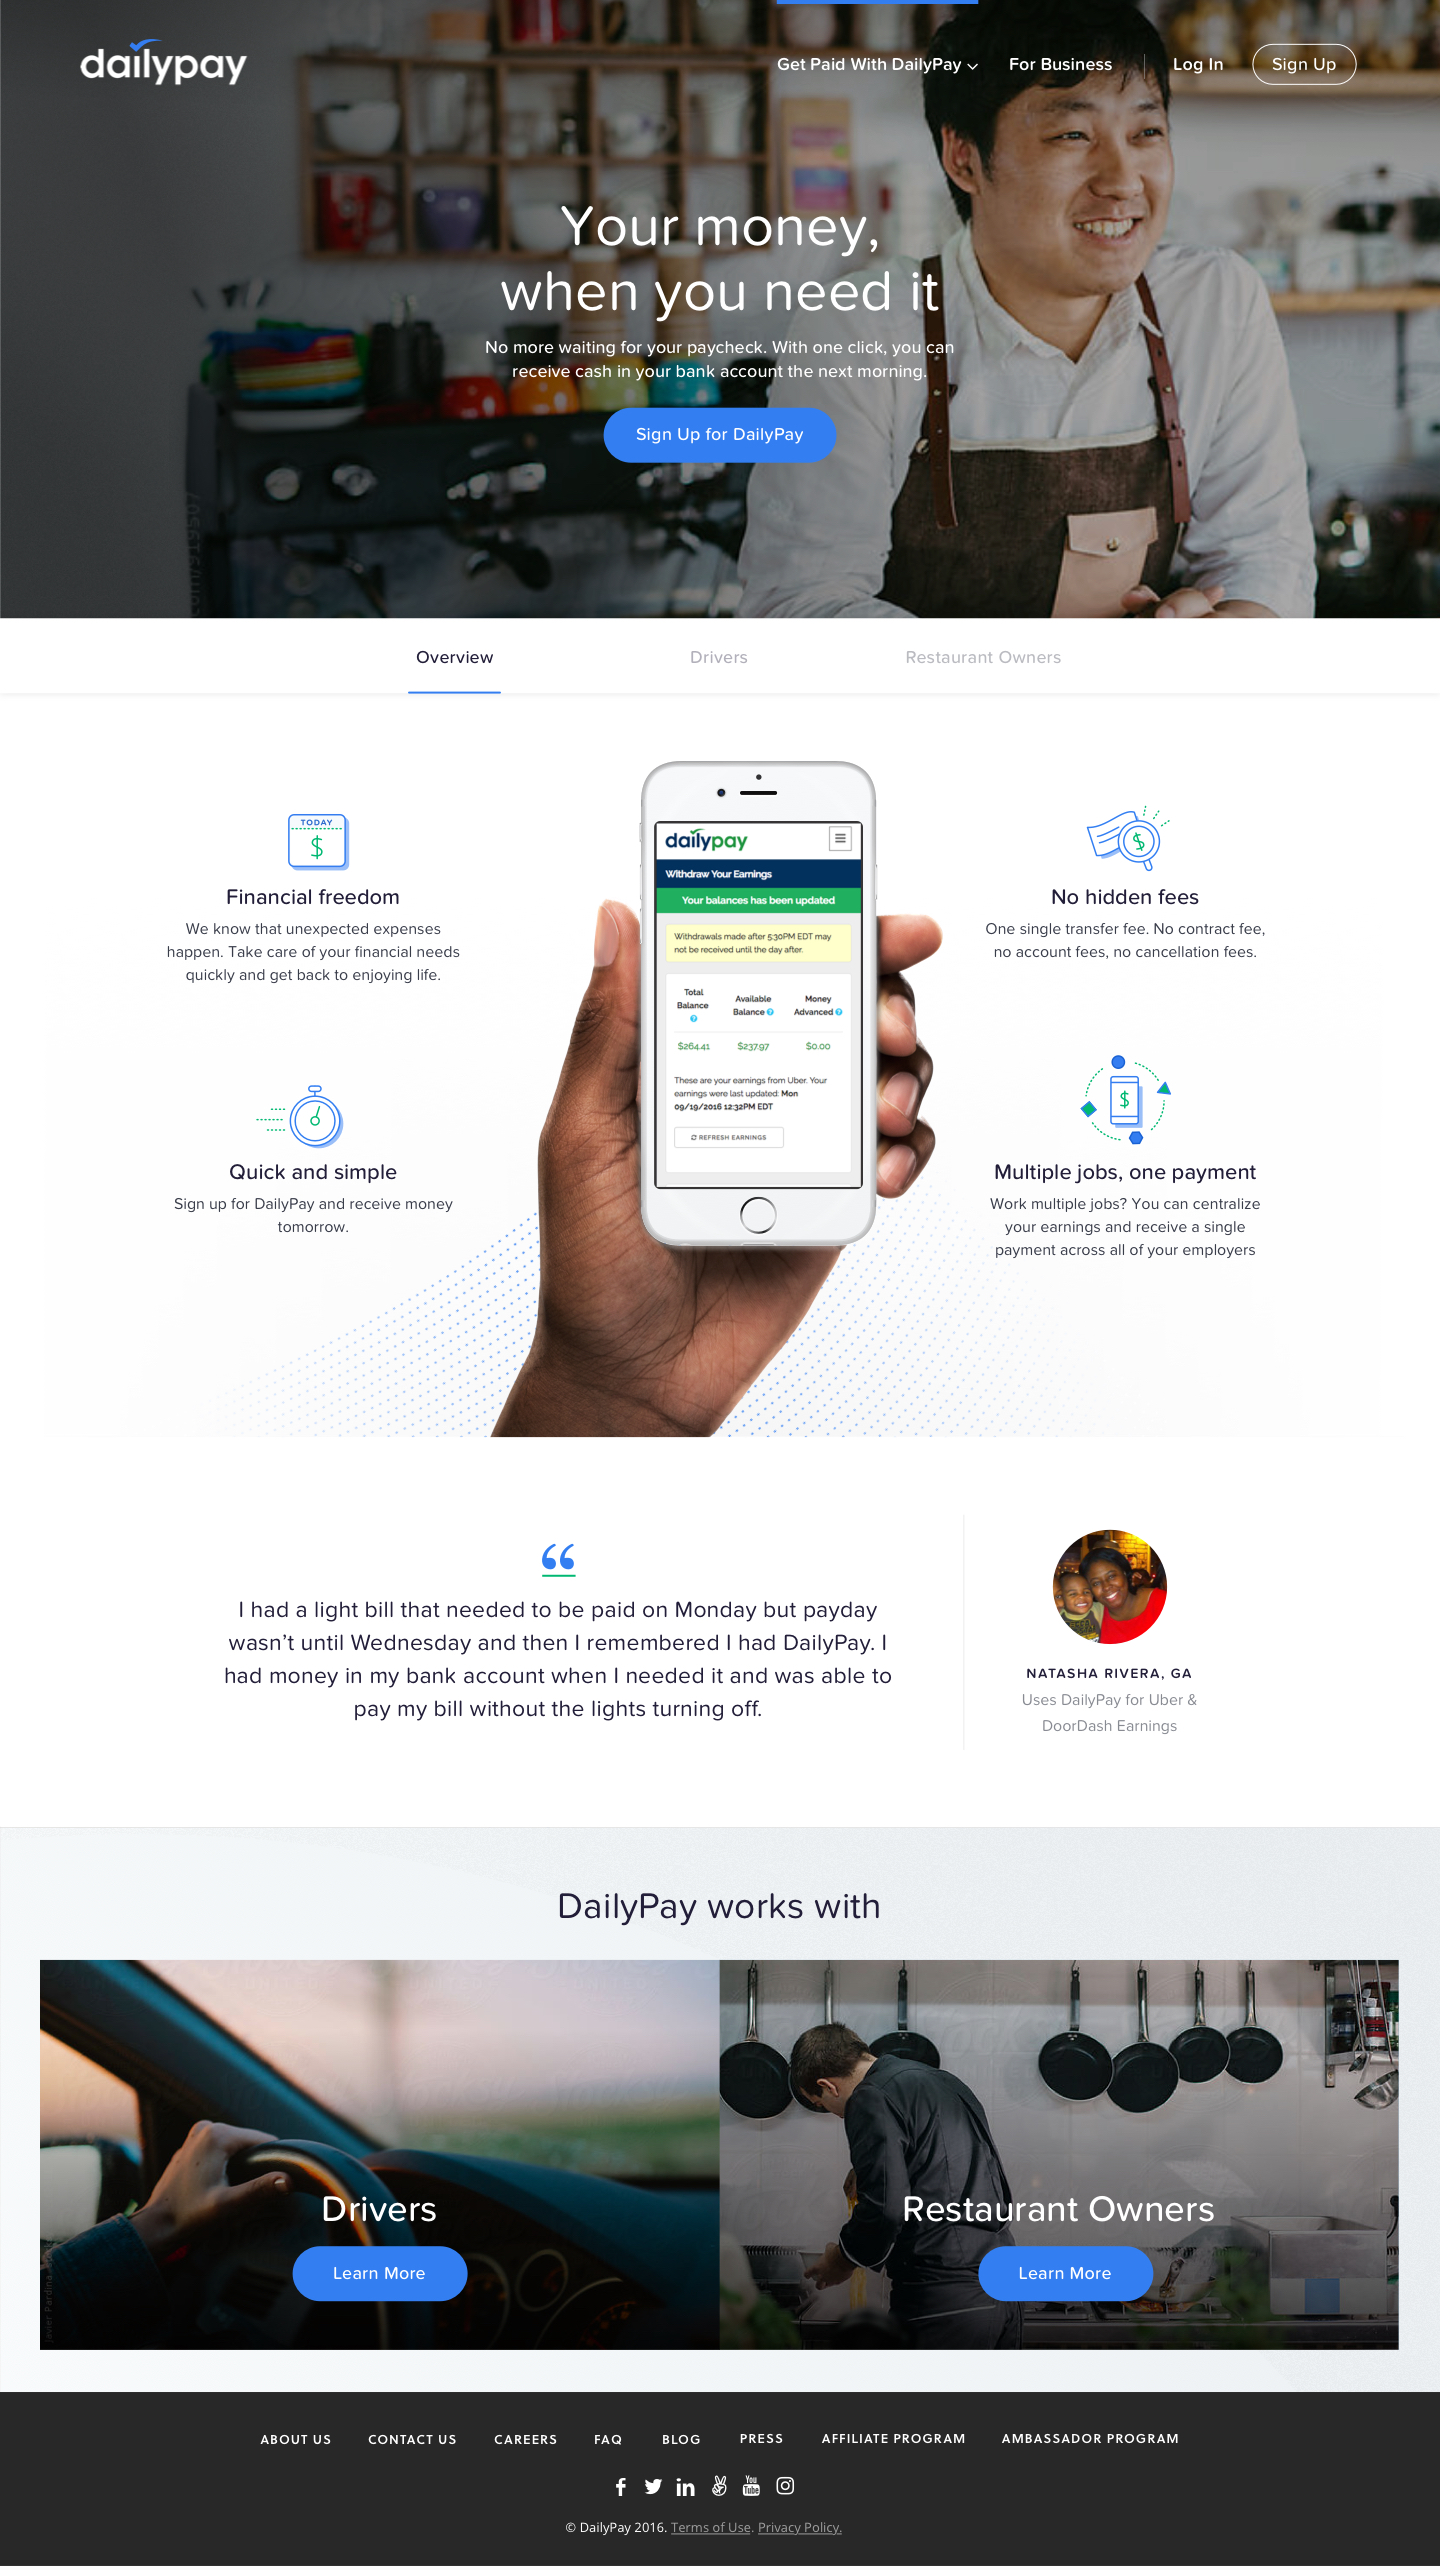 dailypay
Get Paid With DailyPay
For Business
Log In
Sign Up
Your money,
when you need it
No more waiting for your paycheck. With one click, you can
receive cash in your bank account the next morning.
Sign Up for DailyPay
Overview
Drivers
Restaurant Owners
TODAY
$
Financial freedom
We know that unexpected expenses
happen. Take care of your financial needs
quickly and get back to enjoying life.
Quick and simple
Sign up for DailyPay and receive money
tomorrow.
dailypay
Withdraw Your Earnings
Your balances has been updated
Withdrawals made after 5:30PM EDT may
not be received until the day after.
Total
Balance
?
Available
Balance ?
Money
Advanced ?
$264.41
$237.97
$0.00
These are your earnings from Uber. Your
earnings were last updated: Mon
09/19/2016 12:32PM EDT
REFRESH EARNINGS
$
No hidden fees
One single transfer fee. No contract fee,
no account fees, no cancellation fees.
$
Multiple jobs, one payment
Work multiple jobs? You can centralize
your earnings and receive a single
payment across all of your employers
“
I had a light bill that needed to be paid on Monday but payday
wasn’t until Wednesday and then I remembered I had DailyPay. I
had money in my bank account when I needed it and was able to
pay my bill without the lights turning off.
NATASHA RIVERA, GA
Uses DailyPay for Uber &
DoorDash Earnings
DailyPay works with
Drivers
Learn More
Restaurant Owners
Learn More
Javier Pardina
ABOUT US
CONTACT US
CAREERS
FAQ
BLOG
PRESS
AFFILIATE PROGRAM
AMBASSADOR PROGRAM
You
Tube
© DailyPay 2016. Terms of Use. Privacy Policy.